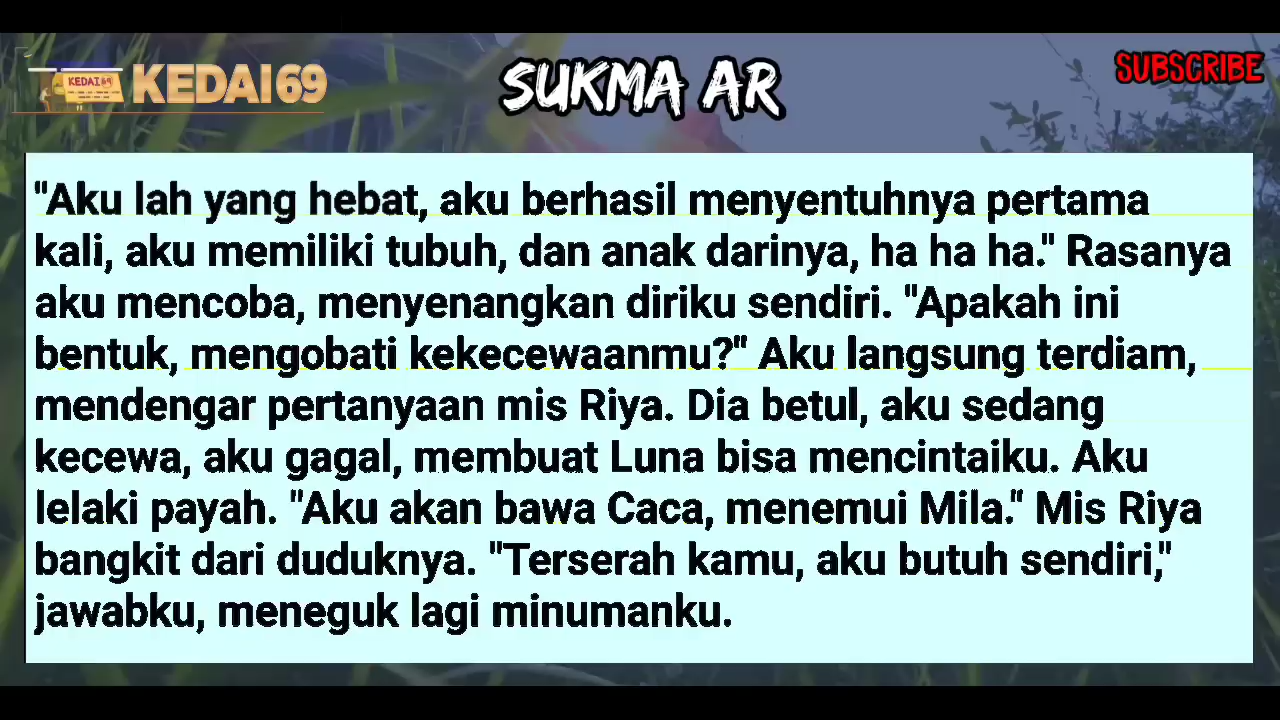 KEDAI 69
KEDAI69
SUKMA AR
SUBSCRIBE
"Aku lah yang hebat, aku berhasil menyentuhnya pertama
kali, aku memiliki tubuh, dan anak darinya, ha ha ha." Rasanya
aku mencoba, menyenangkan diriku sendiri. "Apakah ini
bentuk, mengobati kekecewaanmu?" Aku langsung terdiam,
mendengar pertanyaan mis Riya. Dia betul, aku sedang
kecewa, aku gagal, membuat Luna bisa mencintaiku. Aku
lelaki payah. "Aku akan bawa Caca, menemui Mila." Mis Riya
bangkit dari duduknya. "Terserah kamu, aku butuh sendiri,"
jawabku, meneguk lagi minumanku.